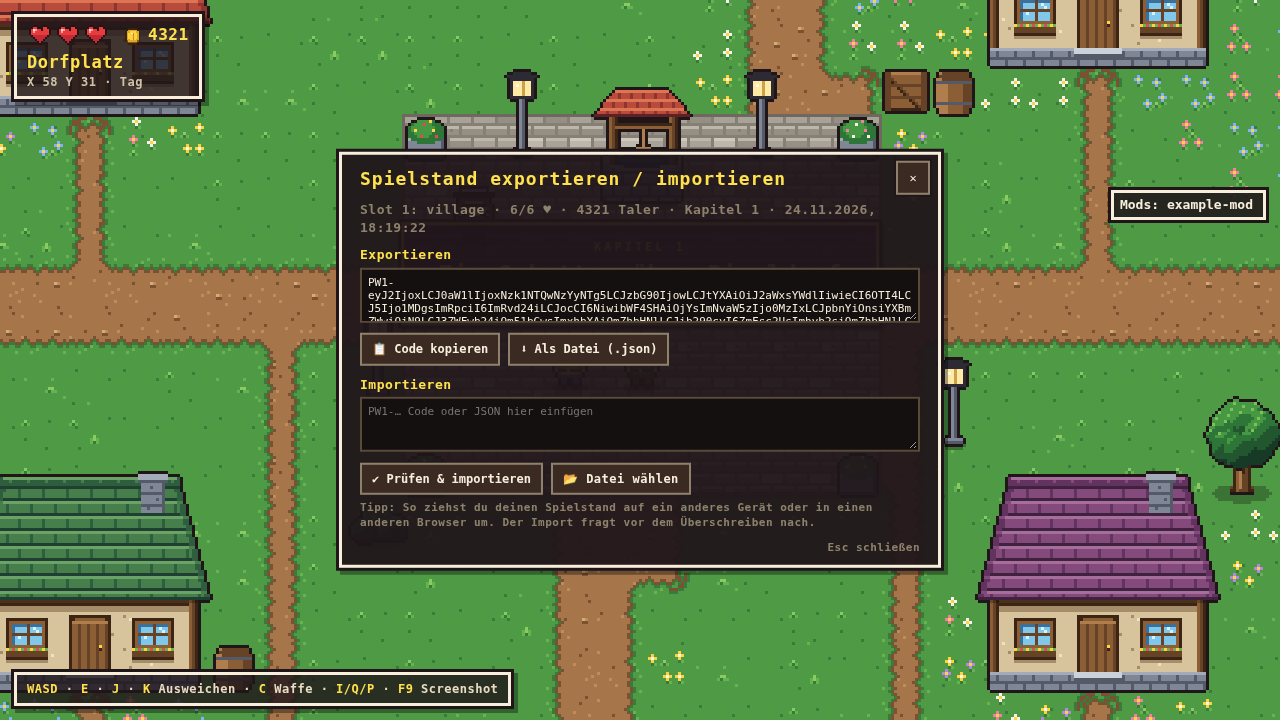 4321
Dorfplatz
X 58 Y 31 · Tag
Spielstand exportieren / importieren
×
Slot 1: village · 6/6 ♥ · 4321 Taler · Kapitel 1 · 24.11.2026,
18:19:22
Mods: example-mod
KAPITEL 1
Exportieren
PW1-
📋 Code kopieren
⬇ Als Datei (.json)
Importieren
PW1-… Code oder JSON hier einfügen
✔ Prüfen & importieren
📂 Datei wählen
Tipp: So ziehst du deinen Spielstand auf ein anderes Gerät oder in einen
anderen Browser um. Der Import fragt vor dem Überschreiben nach.
Esc schließen
WASD · E · J · K Ausweichen · C Waffe · I/Q/P · F9 Screenshot